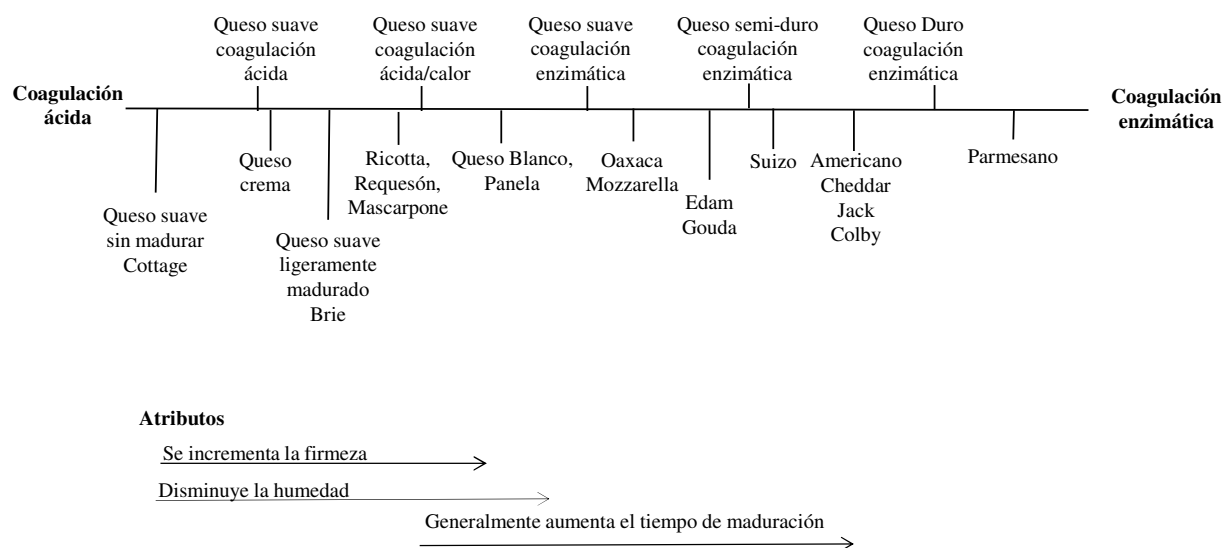 Queso suave
coagulación
ácida
Queso suave
coagulación
ácida/calor
Queso suave
coagulación
enzimática
Queso semi-duro
coagulación
enzimática
Queso Duro
coagulación
enzimática
Coagulación
ácida
Coagulación
enzimática
Queso suave
sin madurar
Cottage
Queso
crema
Queso suave
ligeramente
madurado
Brie
Ricotta,
Requesón,
Mascarpone
Queso Blanco,
Panela
Oaxaca
Mozzarella
Edam
Gouda
Suizo
Americano
Cheddar
Jack
Colby
Parmesano
Atributos
Se incrementa la firmeza
Disminuye la humedad
Generalmente aumenta el tiempo de maduración